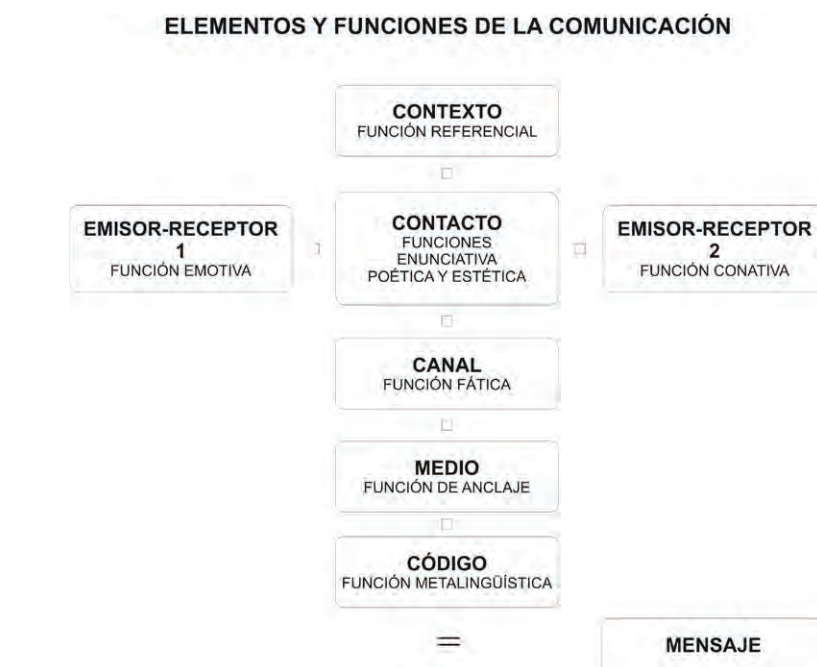 ELEMENTOS Y FUNCIONES DE LA COMUNICACIÓN
CONTEXTO
FUNCIÓN REFERENCIAL
EMISOR-RECEPTOR
1
FUNCIÓN EMOTIVA
CONTACTO
FUNCIONES
ENUNCIATIVA
POÉTICA Y ESTÉTICA
EMISOR-RECEPTOR
2
FUNCIÓN CONATIVA
CANAL
FUNCIÓN FÁTICA
MEDIO
FUNCIÓN DE ANCLAJE
CÓDIGO
FUNCIÓN METALINGÜÍSTICA
=
MENSAJE